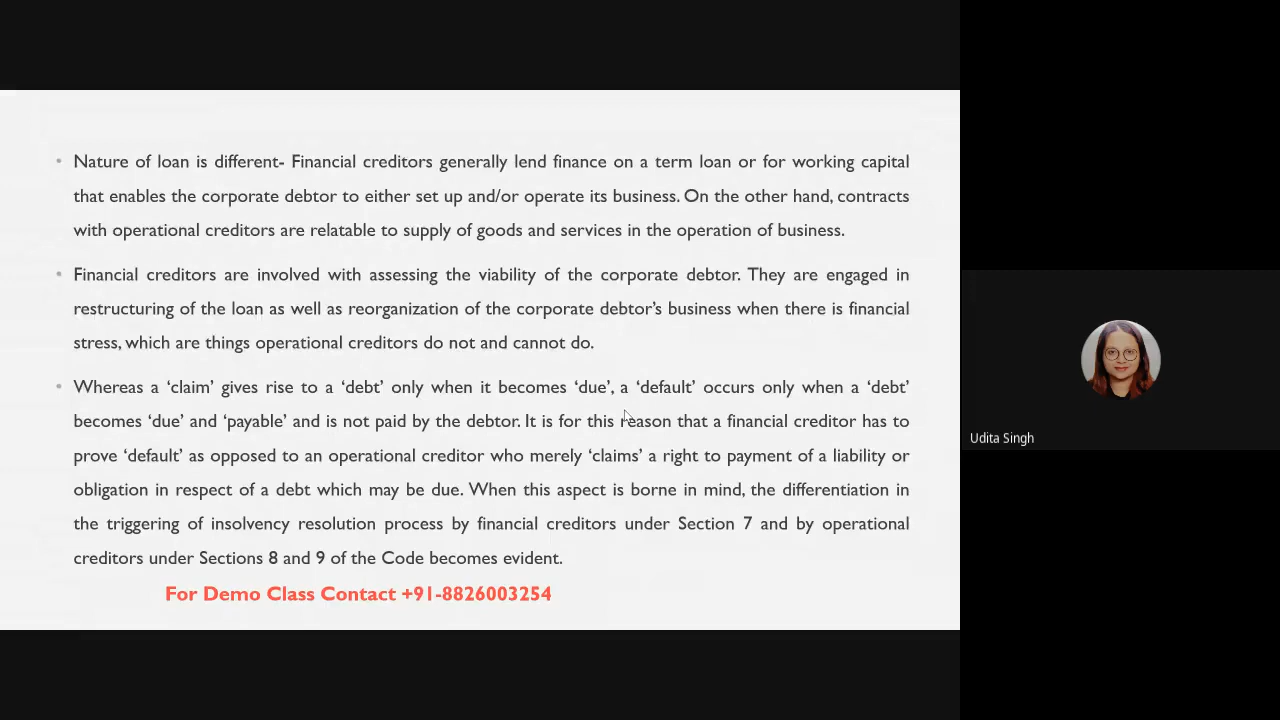 Nature of loan is different- Financial creditors generally lend finance on a term loan or for working capital
that enables the corporate debtor to either set up and/or operate its business. On the other hand, contracts
with operational creditors are relatable to supply of goods and services in the operation of business.
Financial creditors are involved with assessing the viability of the corporate debtor. They are engaged in
restructuring of the loan as well as reorganization of the corporate debtor’s business when there is financial
stress, which are things operational creditors do not and cannot do.
Whereas a ‘claim’ gives rise to a ‘debt’ only when it becomes ‘due’, a ‘default’ occurs only when a ‘debt’
becomes ‘due’ and ‘payable’ and is not paid by the debtor. It is for this reason that a financial creditor has to
prove ‘default’ as opposed to an operational creditor who merely ‘claims’ a right to payment of a liability or
obligation in respect of a debt which may be due. When this aspect is borne in mind, the differentiation in
the triggering of insolvency resolution process by financial creditors under Section 7 and by operational
creditors under Sections 8 and 9 of the Code becomes evident.
For Demo Class Contact +91-8826003254
Udita Singh